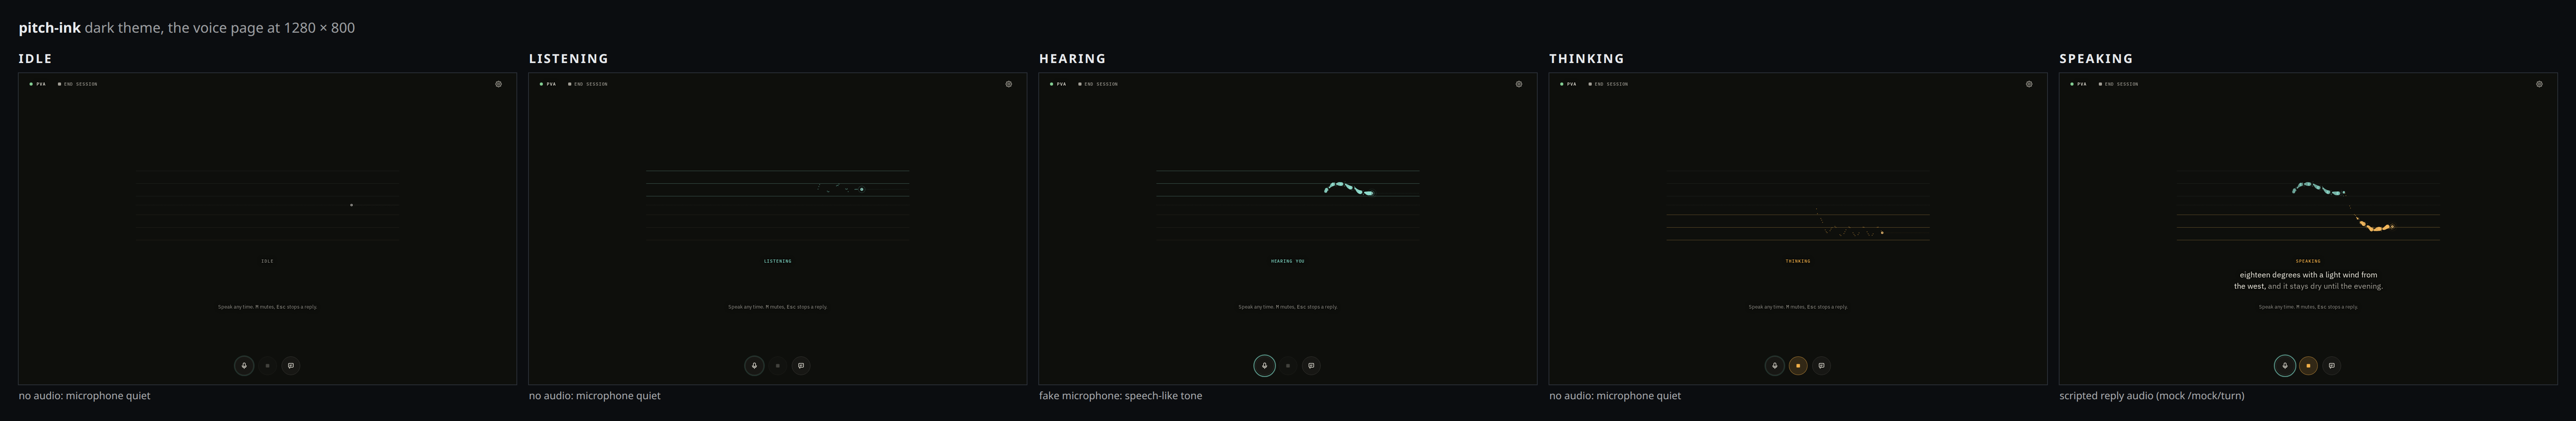 pitch-ink dark theme, the voice page at 1280 × 800
IDLE
PVA END SESSION
IDLE
Speak any time. M mutes, Esc stops a reply.
no audio: microphone quiet
LISTENING
PVA END SESSION
LISTENING
Speak any time. M mutes, Esc stops a reply.
no audio: microphone quiet
HEARING
PVA END SESSION
HEARING YOU
Speak any time. M mutes, Esc stops a reply.
fake microphone: speech-like tone
THINKING
PVA END SESSION
THINKING
Speak any time. M mutes, Esc stops a reply.
no audio: microphone quiet
SPEAKING
PVA END SESSION
SPEAKING
eighteen degrees with a light wind from
the west, and it stays dry until the evening.
Speak any time. M mutes, Esc stops a reply.
scripted reply audio (mock /mock/turn)